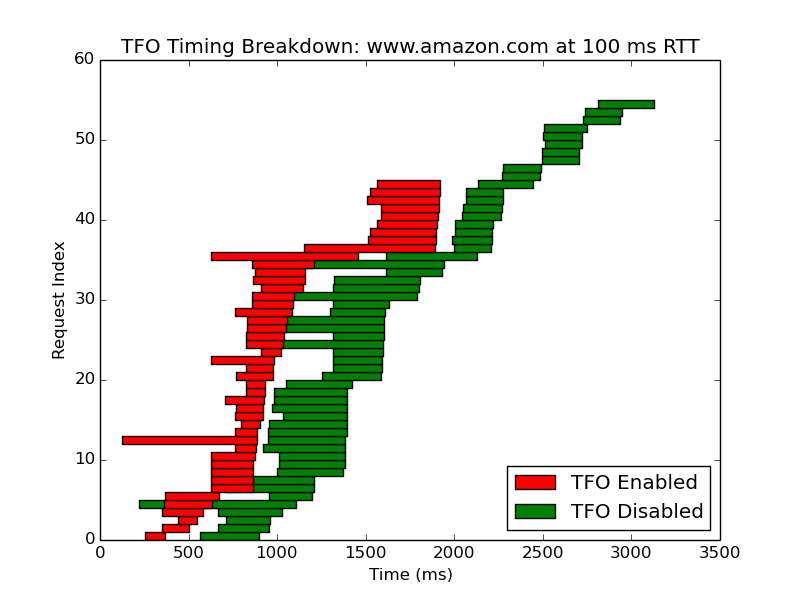 TFO Timing Breakdown: www.amazon.com at 100 ms RTT
60
50
40
30
20
10
0
Request Index
0 500 1000 1500 2000 2500 3000 3500
Time (ms)
TFO Enabled
TFO Disabled